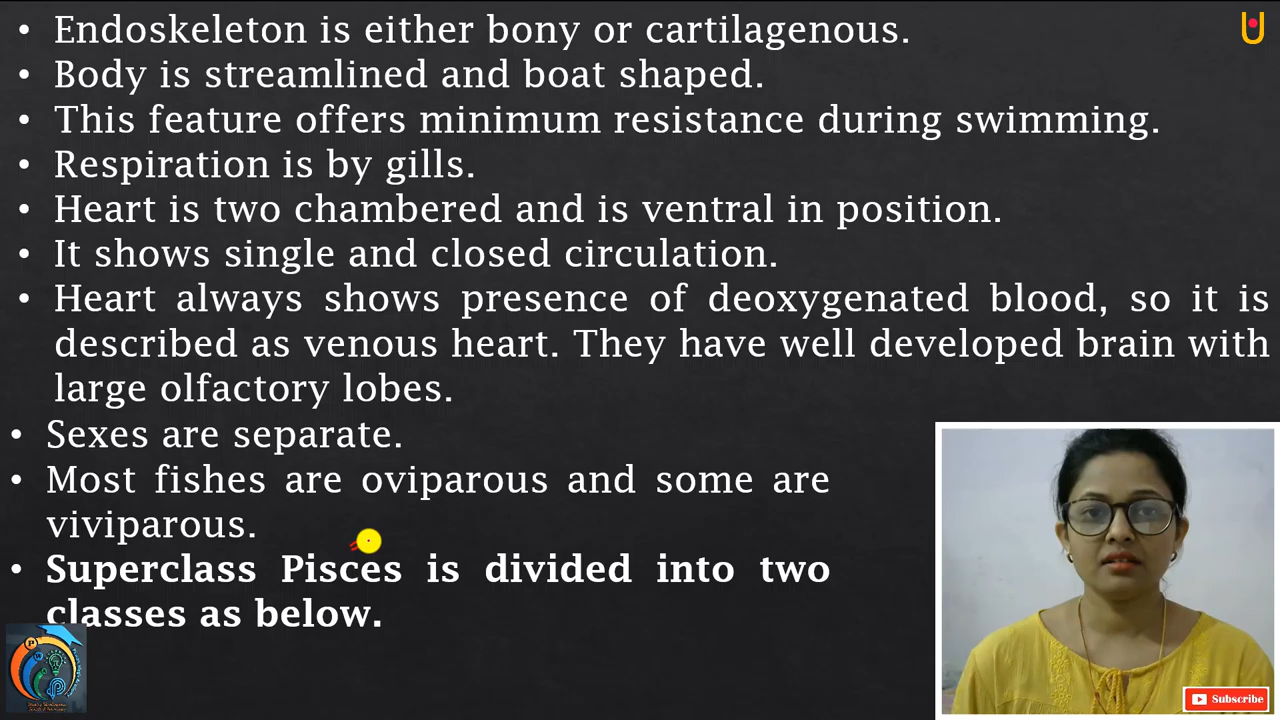 • Endoskeleton is either bony or cartilagenous.
• Body is streamlined and boat shaped.
• This feature offers minimum resistance during swimming.
• Respiration is by gills.
• Heart is two chambered and is ventral in position.
• It shows single and closed circulation.
• Heart always shows presence of deoxygenated blood, so it is
described as venous heart. They have well developed brain with
large olfactory lobes.
• Sexes are separate.
• Most fishes are oviparous and some are
viviparous.
• Superclass Pisces is divided into two
classes as below.
Subscribe